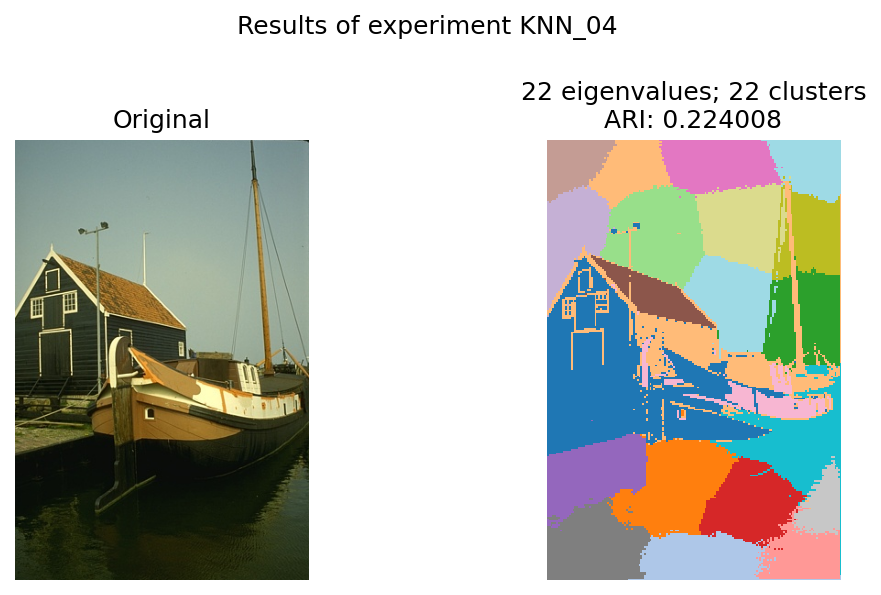 Results of experiment KNN_04
Original
22 eigenvalues; 22 clusters
ARI: 0.224008